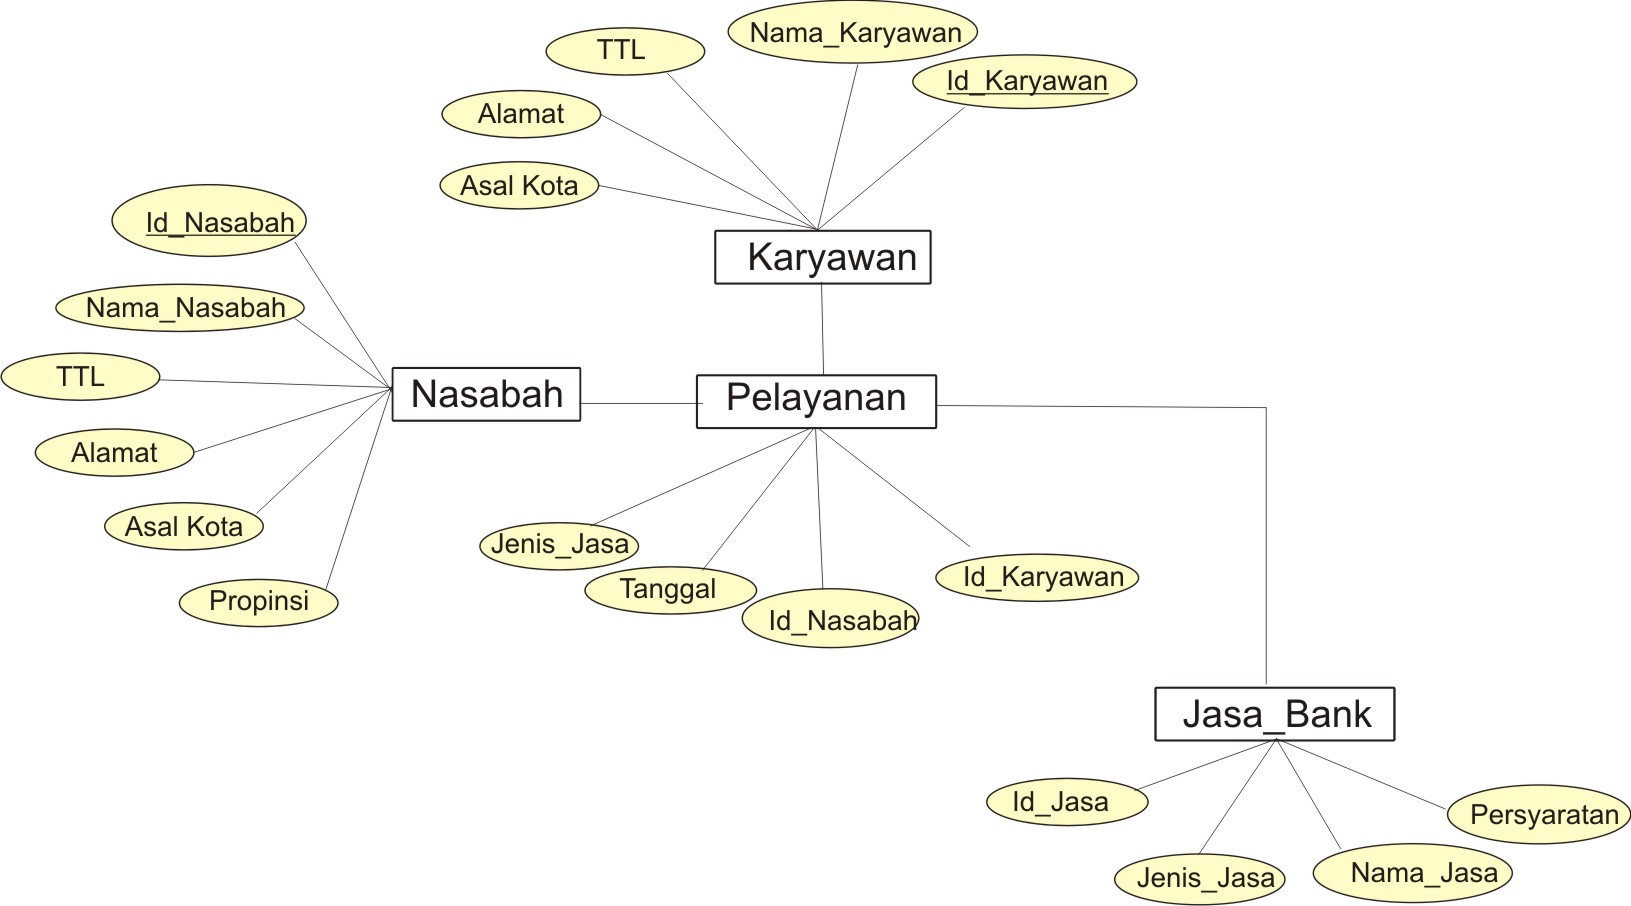 Nama_Karyawan
TTL
Id_Karyawan
Alamat
Asal Kota
Karyawan
Id_Nasabah
Nama_Nasabah
TTL
Alamat
Asal Kota
Propinsi
Nasabah
Pelayanan
Jenis_Jasa
Tanggal
Id_Nasabah
Id_Karyawan
Jasa_Bank
Id_Jasa
Jenis_Jasa
Nama_Jasa
Persyaratan